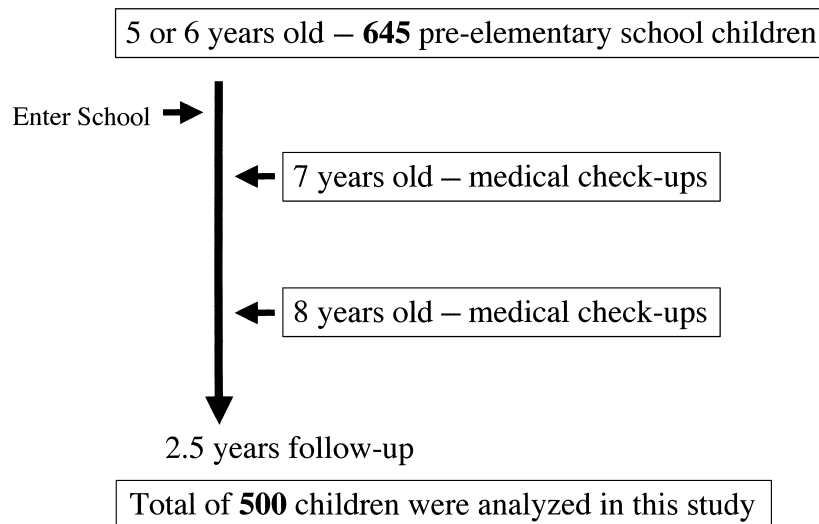 5 or 6 years old – 645 pre-elementary school children
Enter School
7 years old – medical check-ups
8 years old – medical check-ups
2.5 years follow-up
Total of 500 children were analyzed in this study